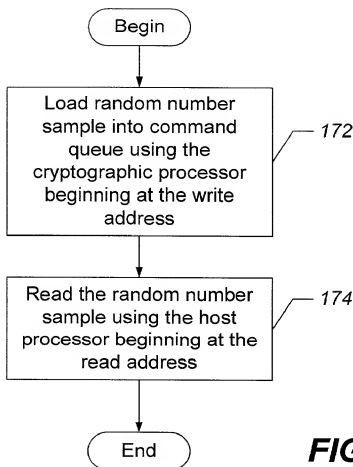 Begin
Load random number
sample into command
queue using the
cryptographic processor
beginning at the write
address
172
Read the random number
sample using the host
processor beginning at the
read address
174
End
FIG